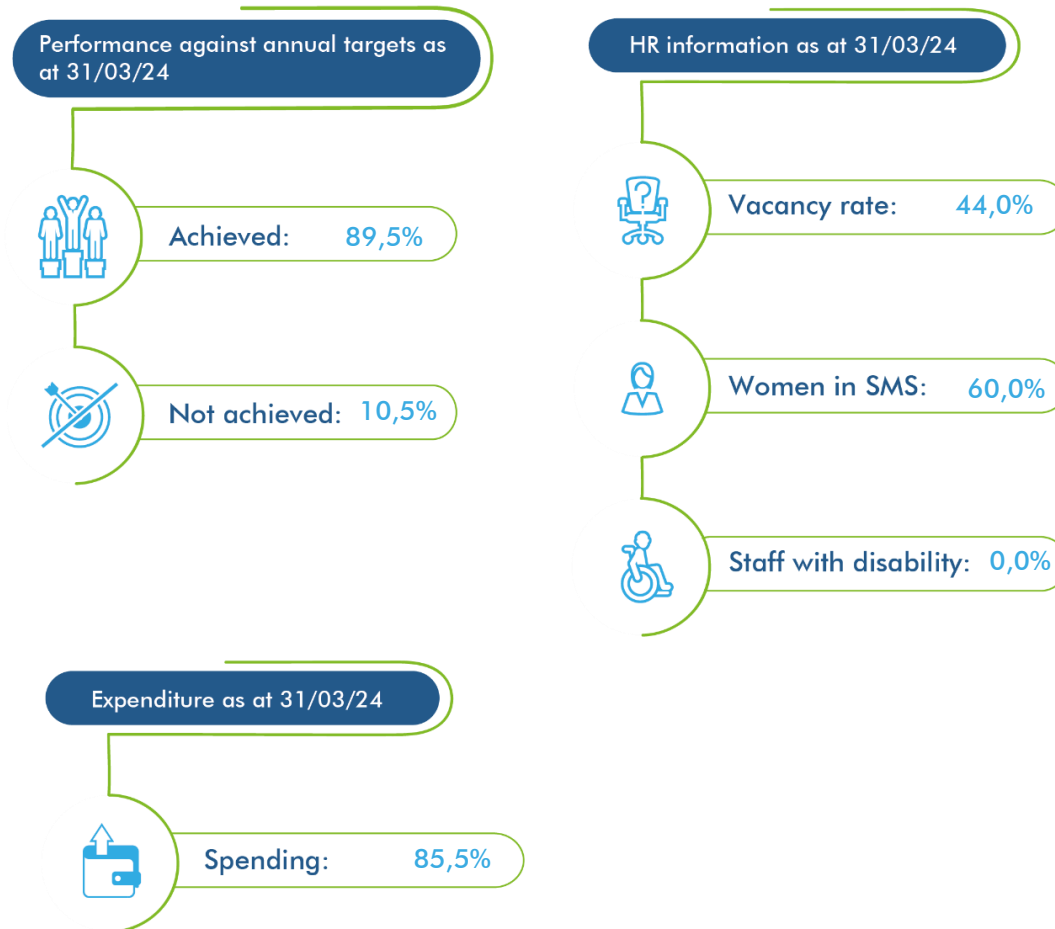 Performance against annual targets as
at 31/03/24
Achieved: 89,5%
Not achieved: 10,5%
HR information as at 31/03/24
?
Vacancy rate: 44,0%
Women in SMS: 60,0%
Staff with disability: 0,0%
Expenditure as at 31/03/24
Spending: 85,5%